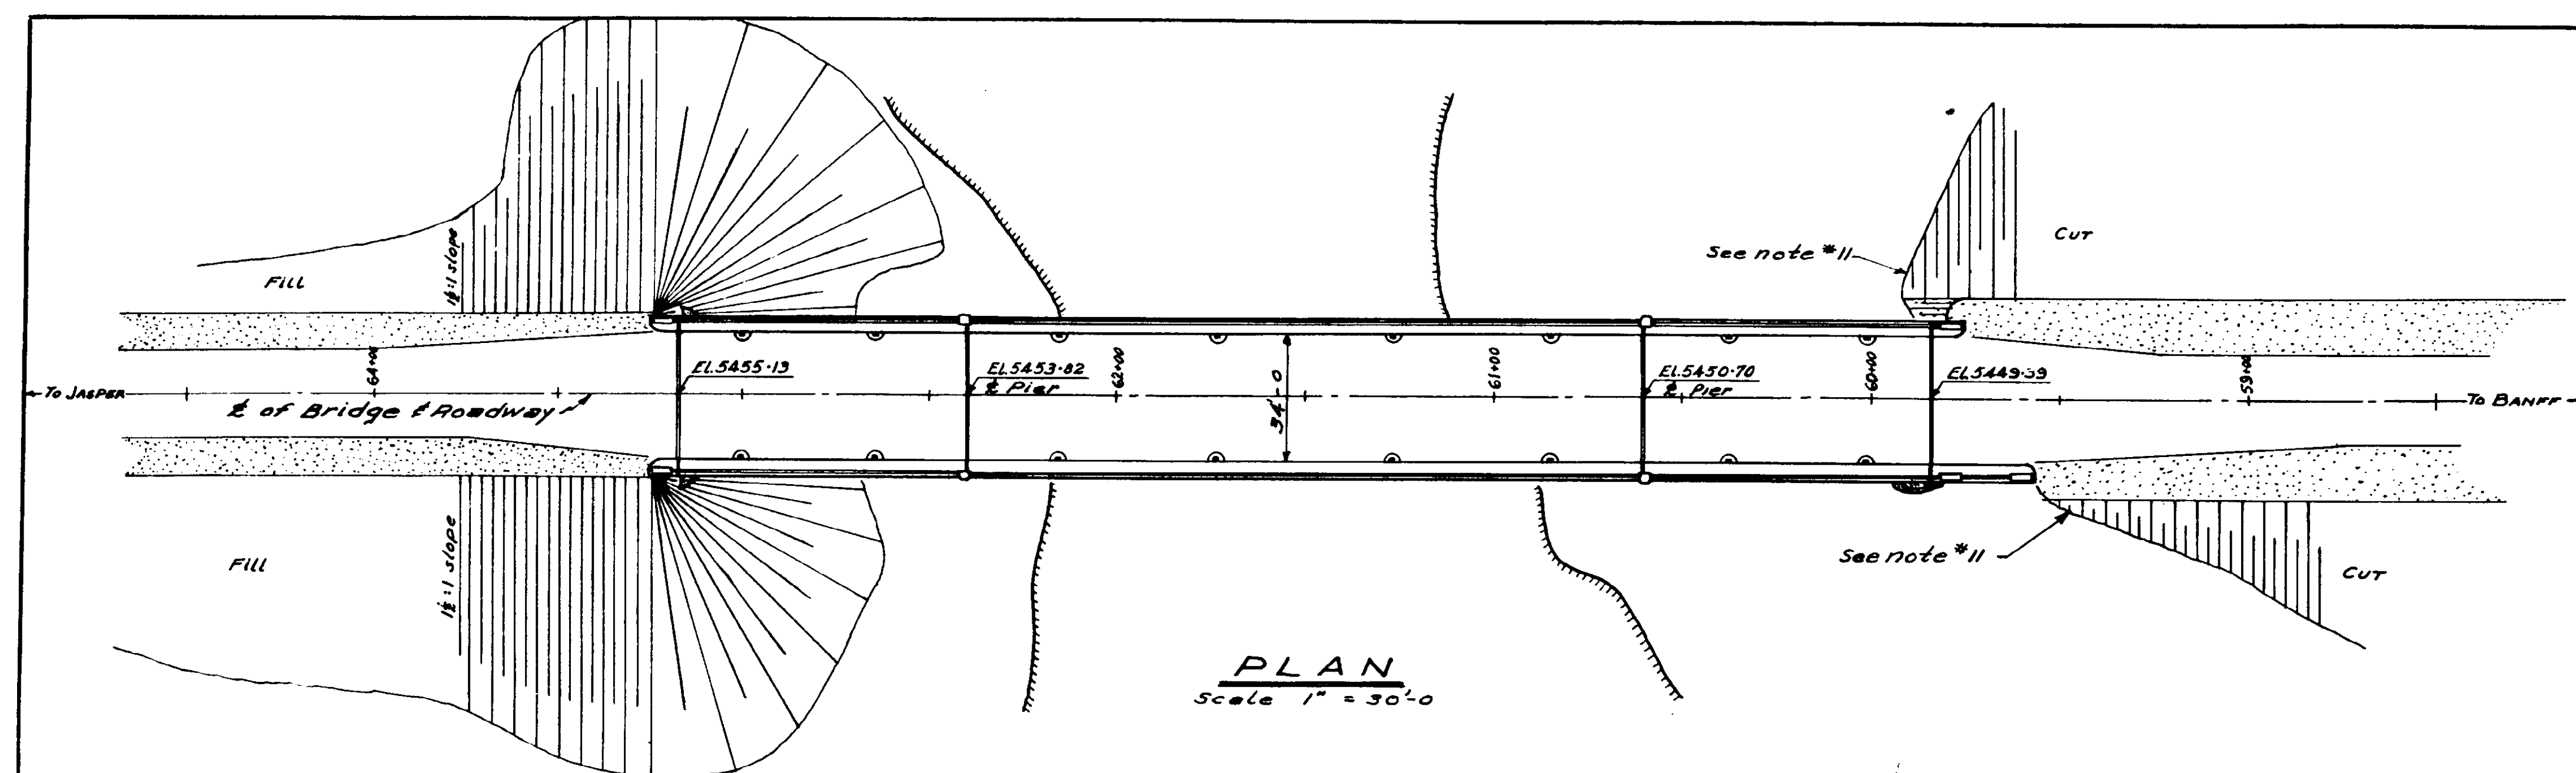 Fill
1½:1 slope
See note #11
Cut
64+00
El.5455·13
El.5453·82
℄ Pier
62+00
34'-0
61+00
El.5450·70
℄ Pier
60+00
El.5449·39
59+00
To Jasper
℄ of Bridge & Roadway
To Banff
Fill
1½:1 slope
See note #11
Cut
PLAN
Scale 1" = 30'-0